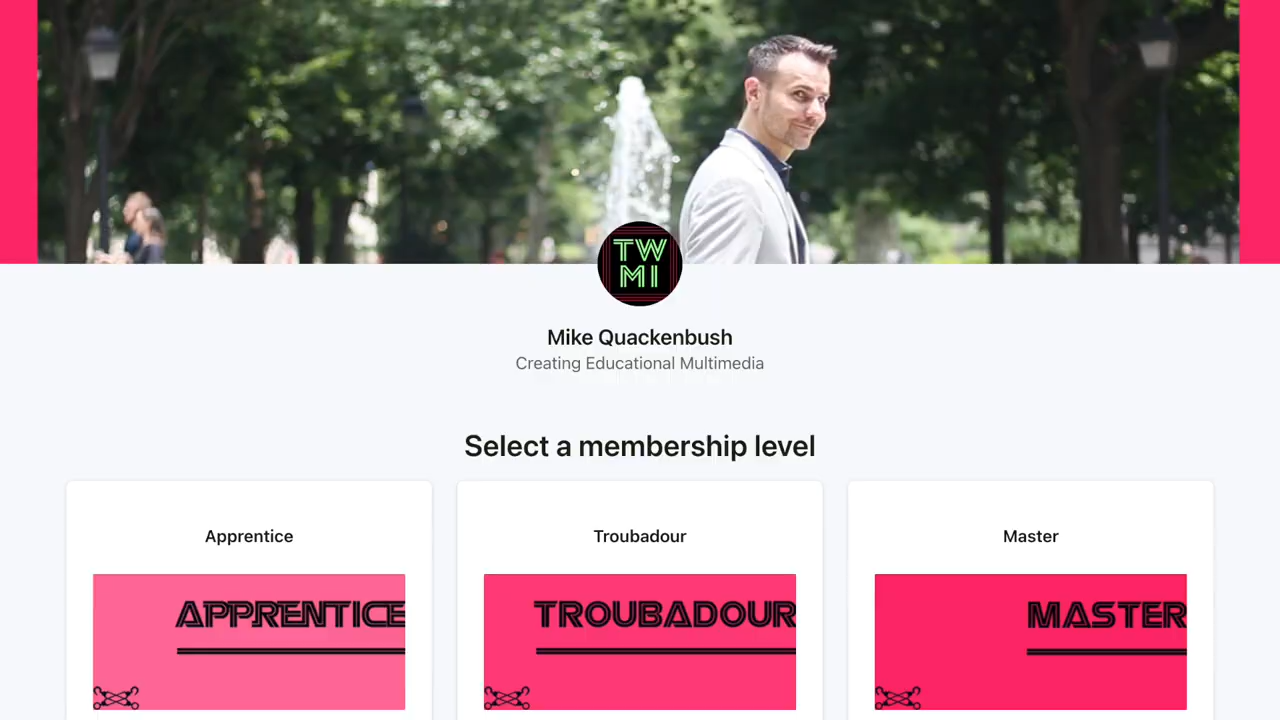 TW
MI
Mike Quackenbush
Creating Educational Multimedia
Select a membership level
Apprentice
Troubadour
Master
APPRENTICE
TROUBADOUR
MASTER